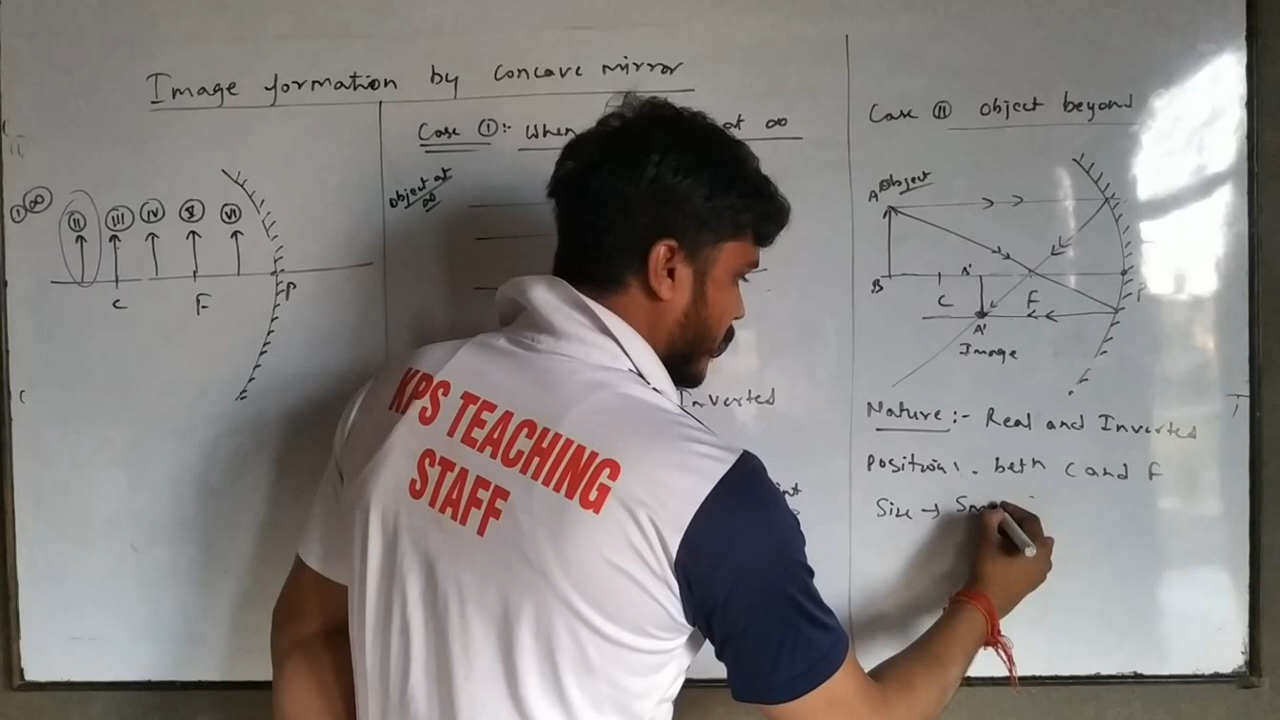 Image formation by Concave mirror
I ∞
II
III
IV
V
VI
C
F
P
Case I :- When at ∞
Object at
∞
Inverted
Case II object beyond
A Object
B
C
A'
F
P
A'
Image
Nature :- Real and Inverted
Position :- betn C and F
Size →
KPS TEACHING
STAFF